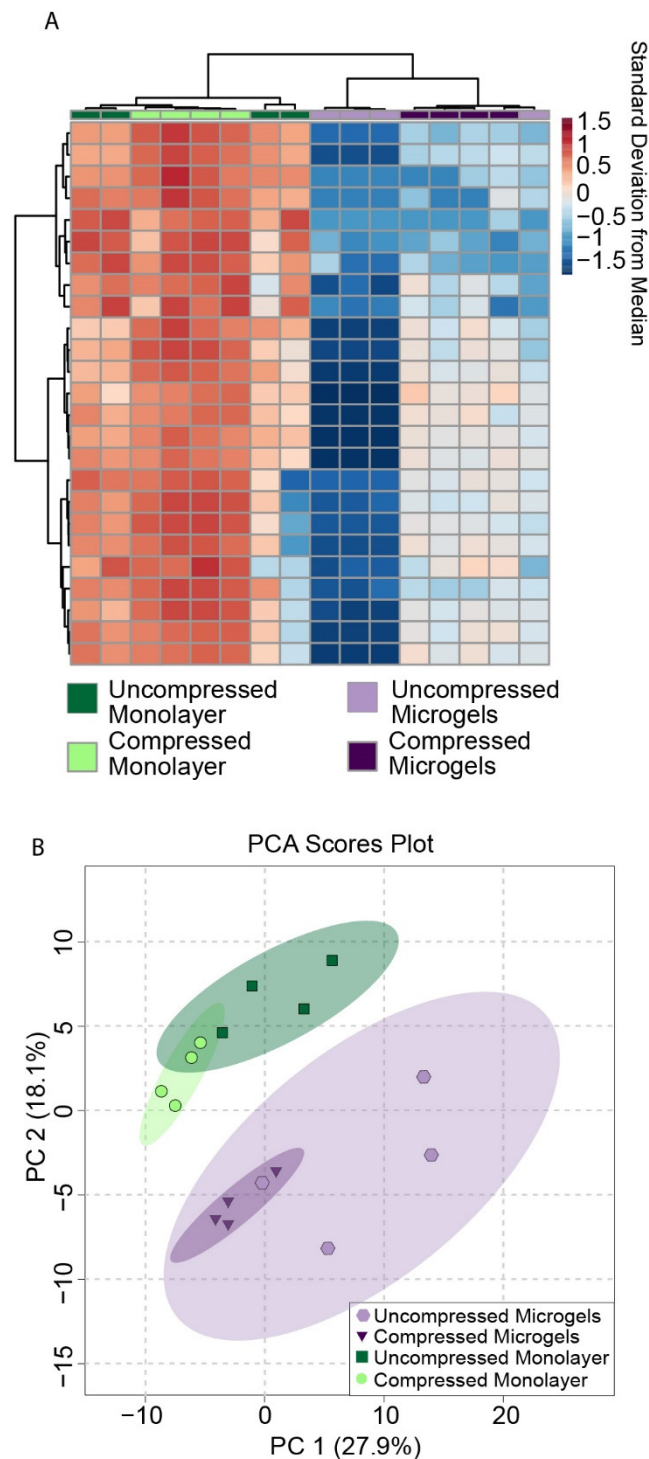 A
Standard Deviation from Median
1.5
1
0.5
0
−0.5
−1
−1.5
Uncompressed
Monolayer
Compressed
Monolayer
Uncompressed
Microgels
Compressed
Microgels
B
PCA Scores Plot
PC 2 (18.1%)
10
5
0
−5
−10
−15
Uncompressed Microgels
Compressed Microgels
Uncompressed Monolayer
Compressed Monolayer
−10
0
10
20
PC 1 (27.9%)